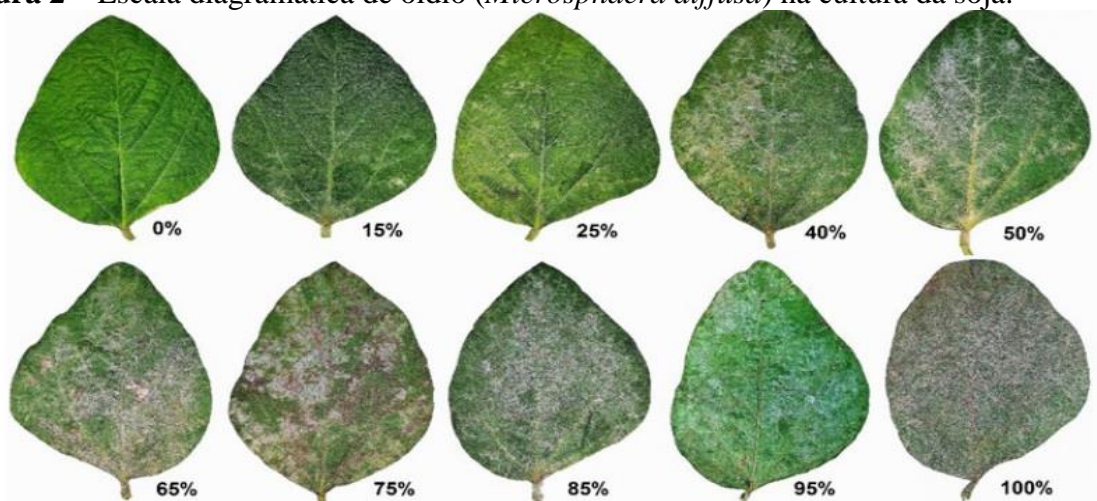 ura 2 – Escala diagramática de oídio (Microsphaera diffusa) na cultura da soja.
0% 15% 25% 40% 50%
65% 75% 85% 95% 100%